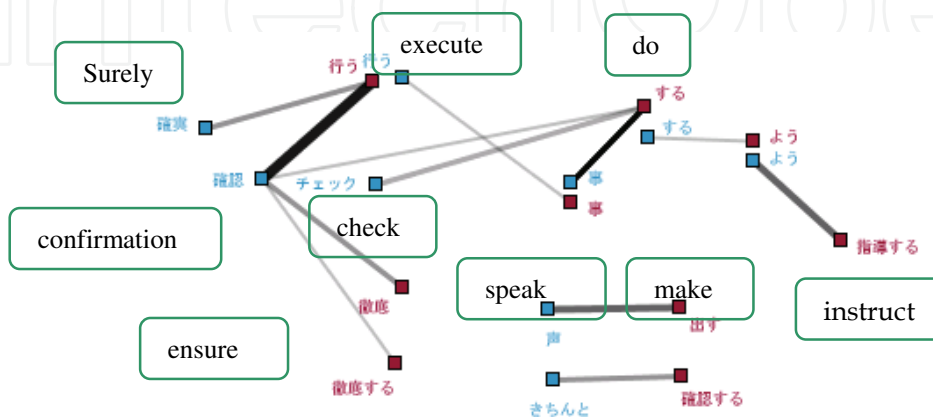 execute
do
Surely
行う
行う
する
確実
する
よう
よう
確認
チェック
事
事
check
confirmation
指導する
speak
make
徹底
instruct
出す
声
ensure
徹底する
確認する
きちんと